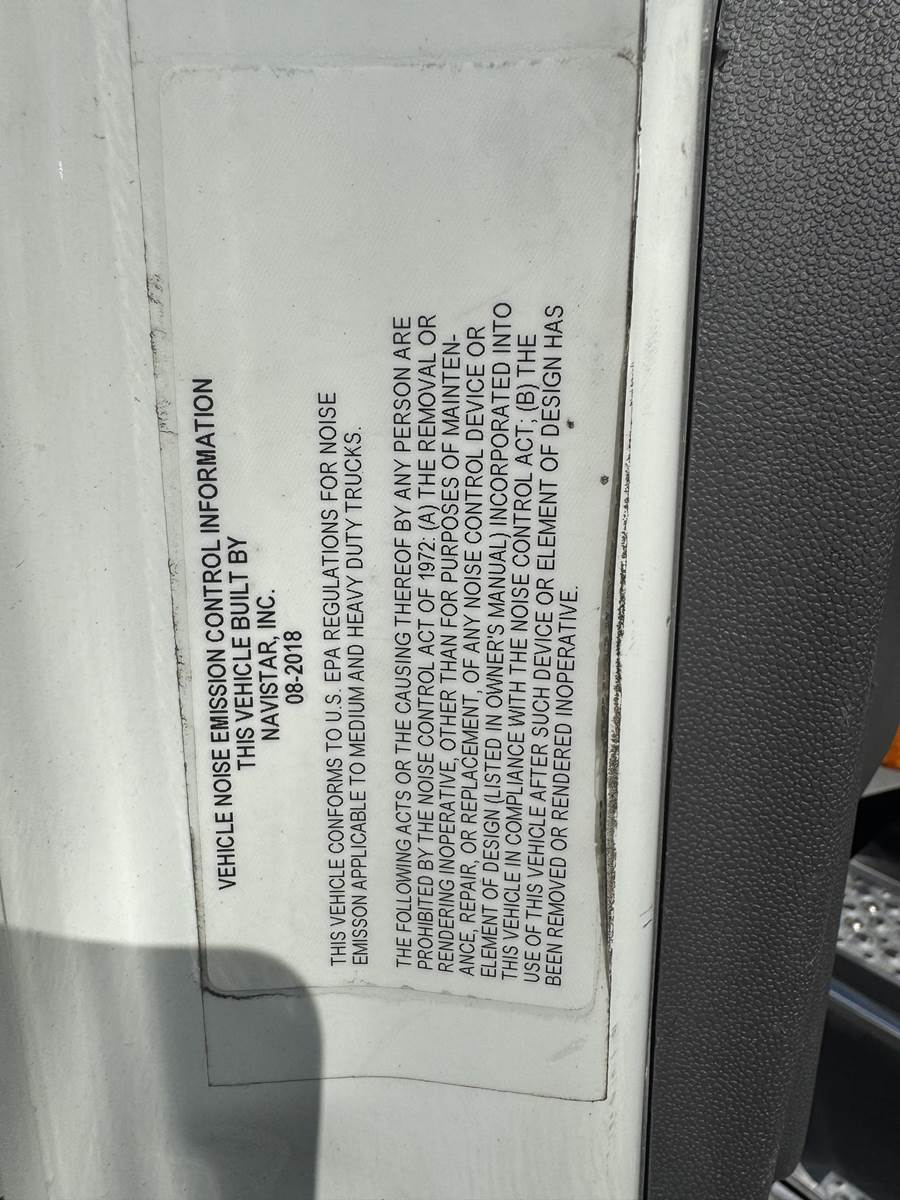 VEHICLE NOISE EMISSION CONTROL INFORMATION
THIS VEHICLE BUILT BY
NAVISTAR, INC.
08-2018
THIS VEHICLE CONFORMS TO U.S. EPA REGULATIONS FOR NOISE
EMISSON APPLICABLE TO MEDIUM AND HEAVY DUTY TRUCKS.
THE FOLLOWING ACTS OR THE CAUSING THEREOF BY ANY PERSON ARE
PROHIBITED BY THE NOISE CONTROL ACT OF 1972: (A) THE REMOVAL OR
RENDERING INOPERATIVE, OTHER THAN FOR PURPOSES OF MAINTEN-
ANCE, REPAIR, OR REPLACEMENT, OF ANY NOISE CONTROL DEVICE OR
ELEMENT OF DESIGN (LISTED IN OWNER'S MANUAL) INCORPORATED INTO
THIS VEHICLE IN COMPLIANCE WITH THE NOISE CONTROL ACT; (B) THE
USE OF THIS VEHICLE AFTER SUCH DEVICE OR ELEMENT OF DESIGN HAS
BEEN REMOVED OR RENDERED INOPERATIVE.